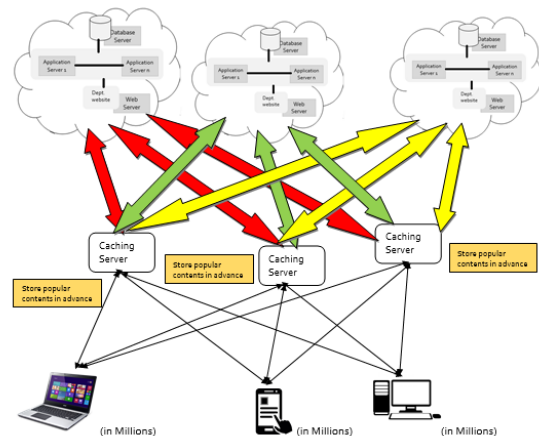 Database
Server
Application
Server 1
Application
Server n
Dept
website
Web
Server
Database
Server
Application
Server 1
Application
Server n
Dept
website
Web
Server
Database
Server
Application
Server 1
Application
Server n
Dept
website
Web
Server
Caching
Server
Caching
Server
Caching
Server
Store popular
contents in advance
Store popular
contents in advance
Store popular
contents in advance
(in Millions)
(in Millions)
(in Millions)